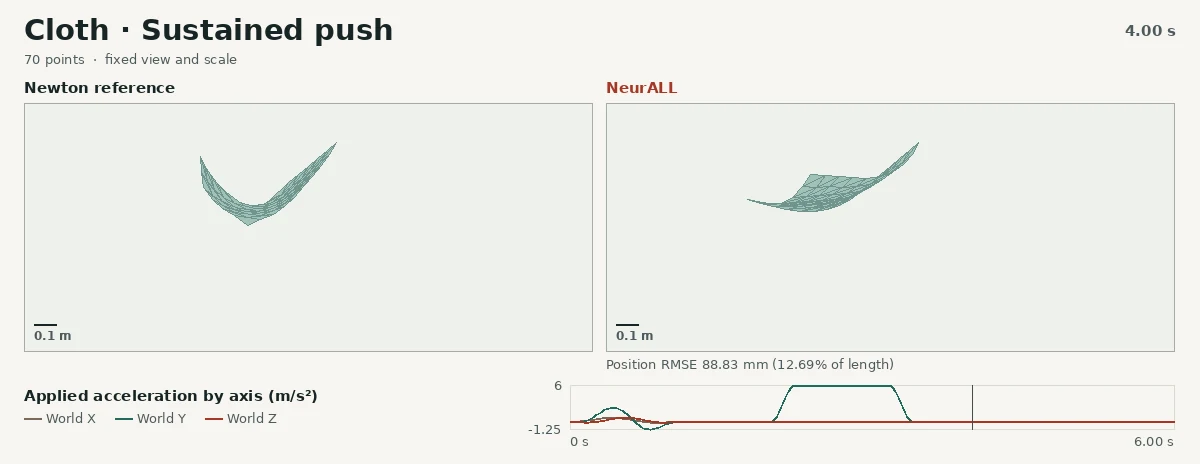 Cloth · Sustained push
4.00 s
70 points · fixed view and scale
Newton reference
NeurALL
0.1 m
0.1 m
Position RMSE 88.83 mm (12.69% of length)
Applied acceleration by axis (m/s²)
World X World Y World Z
6
-1.25
0 s
6.00 s